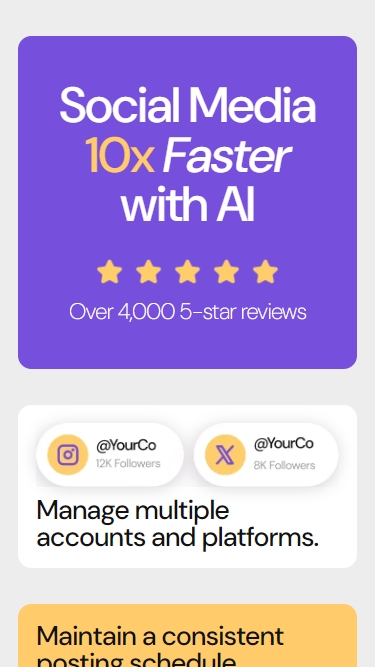 Social Media
10x Faster
with AI
Over 4,000 5-star reviews
@YourCo
12K Followers
@YourCo
8K Followers
Manage multiple
accounts and platforms.
Maintain a consistent
posting schedule